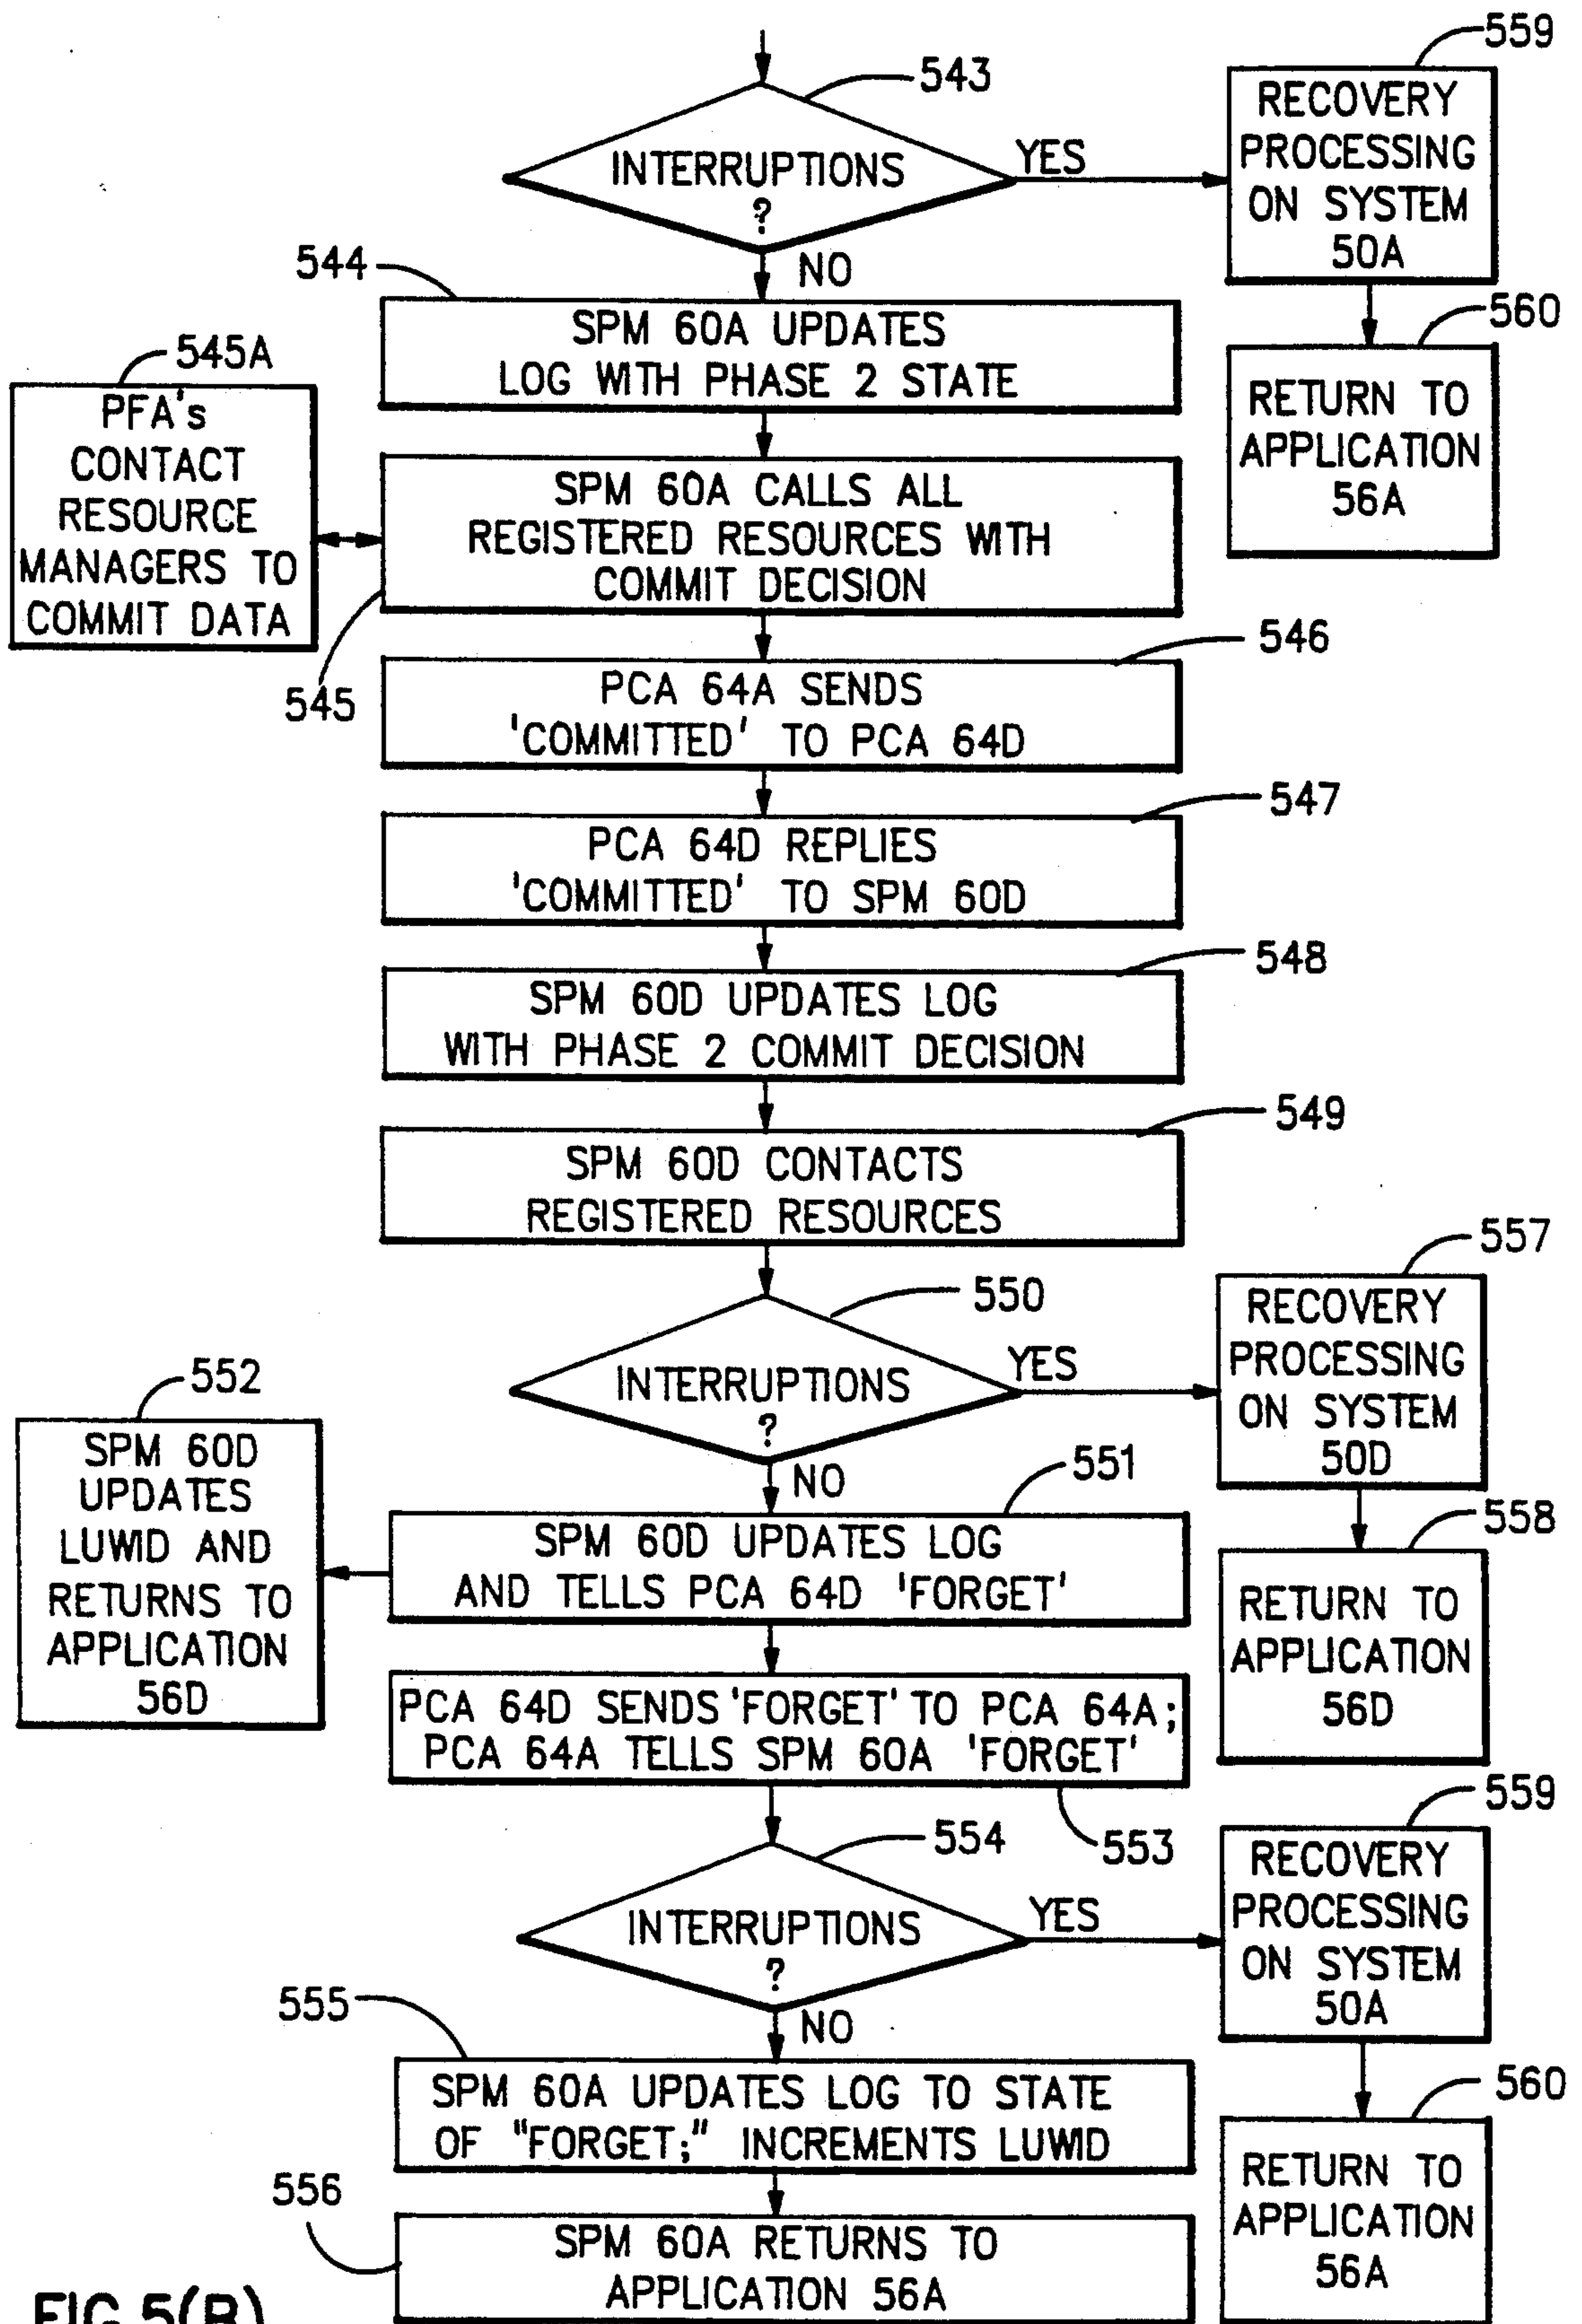 559
543
RECOVERY
PROCESSING
ON SYSTEM
50A
INTERRUPTIONS
?
YES
NO
544
SPM 60A UPDATES
LOG WITH PHASE 2 STATE
560
RETURN TO
APPLICATION
56A
545A
PFA's
CONTACT
RESOURCE
MANAGERS TO
COMMIT DATA
SPM 60A CALLS ALL
REGISTERED RESOURCES WITH
COMMIT DECISION
545
546
PCA 64A SENDS
'COMMITTED' TO PCA 64D
547
PCA 64D REPLIES
'COMMITTED' TO SPM 60D
548
SPM 60D UPDATES LOG
WITH PHASE 2 COMMIT DECISION
549
SPM 60D CONTACTS
REGISTERED RESOURCES
550
INTERRUPTIONS
?
YES
NO
557
RECOVERY
PROCESSING
ON SYSTEM
50D
552
SPM 60D
UPDATES
LUWID AND
RETURNS TO
APPLICATION
56D
551
SPM 60D UPDATES LOG
AND TELLS PCA 64D 'FORGET'
558
RETURN TO
APPLICATION
56D
PCA 64D SENDS 'FORGET' TO PCA 64A;
PCA 64A TELLS SPM 60A 'FORGET'
553
554
INTERRUPTIONS
?
YES
NO
559
RECOVERY
PROCESSING
ON SYSTEM
50A
555
SPM 60A UPDATES LOG TO STATE
OF "FORGET;" INCREMENTS LUWID
560
RETURN TO
APPLICATION
56A
556
SPM 60A RETURNS TO
APPLICATION 56A
FIG.5(B)